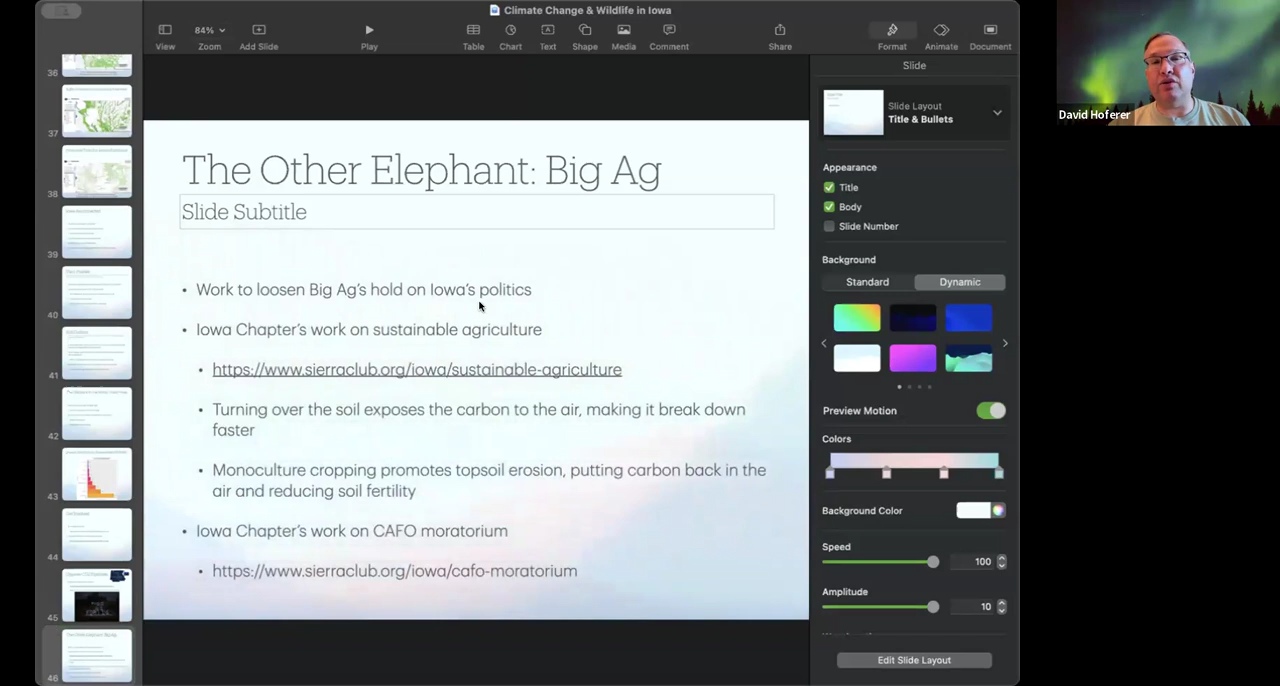 Climate Change & Wildlife in Iowa
84%
View
Zoom
Add Slide
Play
Table
Chart
Text
Shape
Media
Comment
Share
Format
Animate
Document
Slide
36
37
38
39
40
41
42
43
44
45
46
The Other Elephant: Big Ag
Slide Subtitle
• Work to loosen Big Ag's hold on Iowa's politics
• Iowa Chapter's work on sustainable agriculture
• https://www.sierraclub.org/iowa/sustainable-agriculture
• Turning over the soil exposes the carbon to the air, making it break down
faster
• Monoculture cropping promotes topsoil erosion, putting carbon back in the
air and reducing soil fertility
• Iowa Chapter's work on CAFO moratorium
• https://www.sierraclub.org/iowa/cafo-moratorium
Slide Layout
Title & Bullets
Appearance
Title
Body
Slide Number
Background
Standard
Dynamic
Preview Motion
Colors
Background Color
Speed
100
Amplitude
10
Edit Slide Layout
David Hoferer